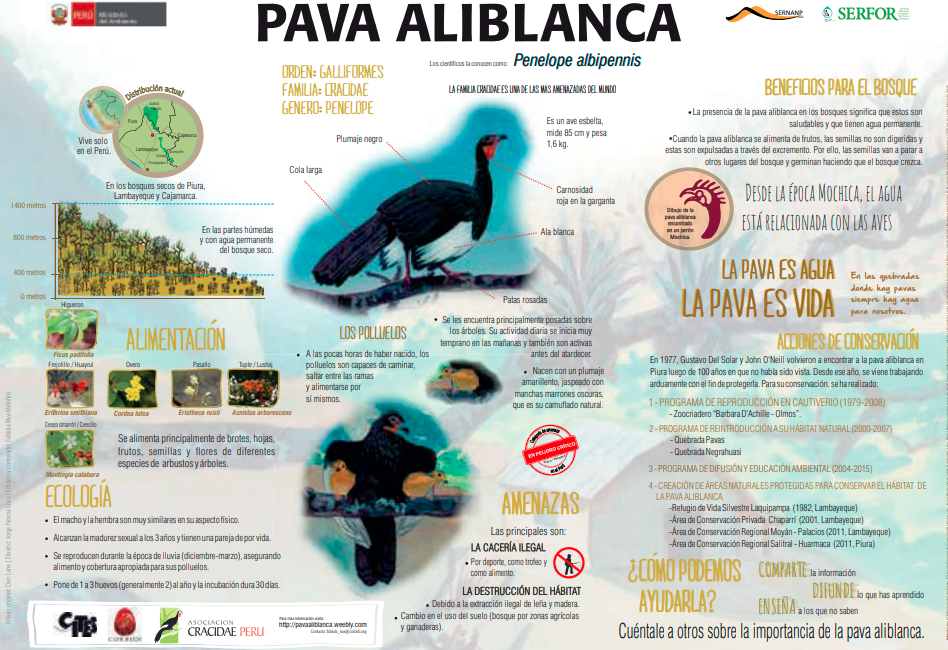 PERÚ
Ministerio
del Ambiente
PAVA ALIBLANCA
SERNANP
SERFOR
Los científicos la conocen como: Penelope albipennis
ORDEN: GALLIFORMES
FAMILIA: CRACIDAE
GENERO: PENELOPE
LA FAMILIA CRACIDAE ES UNA DE LAS MAS AMENAZADAS DEL MUNDO
Distribución actual
Piura
Lambayeque
Cajamarca
Vive solo
en el Perú.
En los bosques secos de Piura,
Lambayeque y Cajamarca.
1400 metros
800 metros
400 metros
0 metros
En las partes húmedas
y con agua permanente
del bosque seco.
Plumaje negro
Cola larga
Es un ave esbelta,
mide 85 cm y pesa
1,6 kg.
Carnosidad
roja en la garganta
Ala blanca
Patas rosadas
BENEFICIOS PARA EL BOSQUE
•La presencia de la pava aliblanca en los bosques significa que estos son
saludables y que tienen agua permanente.
•Cuando la pava aliblanca se alimenta de frutos, las semillas no son digeridas y
estas son expulsadas a través del excremento. Por ello, las semillas van a parar a
otros lugares del bosque y germinan haciendo que el bosque crezca.
Dibujo de la
pava aliblanca
encontrado
en un jarrón
Mochica.
DESDE LA ÉPOCA MOCHICA, EL AGUA
ESTÁ RELACIONADA CON LAS AVES
LA PAVA ES AGUA
LA PAVA ES VIDA
En las quebradas
donde hay pavas
siempre hay agua
para nosotros.
ALIMENTACIÓN
Higueron
Ficus padifolia
Frejolillo / Huayrul
Erithrina smithiana
Overo
Cordea lutea
Pasallo
Eriotheca ruizii
Tuple / Lushaj
Acnistus arborescens
Cerezo cimarrón / Cerecillo
Muntingia calabura
Se alimenta principalmente de brotes, hojas,
frutos, semillas y flores de diferentes
especies de arbustos y árboles.
LOS POLLUELOS
• A las pocas horas de haber nacido, los
polluelos son capaces de caminar,
saltar entre las ramas
y alimentarse por
sí mismos.
• Se les encuentra principalmente posadas sobre
los árboles. Su actividad diaria se inicia muy
temprano en las mañanas y también son activas
antes del atardecer.
• Nacen con un plumaje
amarillento, jaspeado con
manchas marrones oscuras,
que es su camuflaje natural.
EN PELIGRO CRÍTICO
ECOLOGÍA
• El macho y la hembra son muy similares en su aspecto físico.
• Alcanzan la madurez sexual a los 3 años y tienen una pareja de por vida.
• Se reproducen durante la época de lluvia (diciembre-marzo), asegurando
alimento y cobertura apropiada para sus polluelos.
• Pone de 1 a 3 huevos (generalmente 2) al año y la incubación dura 30 días.
AMENAZAS
Las principales son:
LA CACERÍA ILEGAL
• Por deporte, como trofeo y
como alimento.
LA DESTRUCCIÓN DEL HÁBITAT
• Debido a la extracción ilegal de leña y madera.
• Cambio en el uso del suelo (bosque por zonas agrícolas
y ganaderas).
ACCIONES DE CONSERVACIÓN
En 1977, Gustavo Del Solar y John O'Neill volvieron a encontrar a la pava aliblanca en
Piura luego de 100 años en que no había sido vista. Desde ese año, se viene trabajando
arduamente con el fin de protegerla. Para su conservación, se ha realizado:
1 - PROGRAMA DE REPRODUCCIÓN EN CAUTIVERIO (1979-2008)
- Zoocriadero "Barbara D'Achille - Olmos".
2 - PROGRAMA DE REINTRODUCCIÓN A SU HÁBITAT NATURAL (2000-2007)
- Quebrada Pavas
- Quebrada Negrahuasi
3 - PROGRAMA DE DIFUSIÓN Y EDUCACIÓN AMBIENTAL (2004-2015)
4 - CREACIÓN DE ÁREAS NATURALES PROTEGIDAS PARA CONSERVAR EL HÁBITAT DE
LA PAVA ALIBLANCA.
-Refugio de Vida Silvestre Laquipampa (1982, Lambayeque)
-Área de Conservación Privada Chaparrí (2001, Lambayeque)
-Área de Conservación Regional Moyán - Palacios (2011, Lambayeque)
-Área de Conservación Regional Salitral - Huarmaca (2011, Piura)
¿CÓMO PODEMOS
AYUDARLA?
COMPARTE la información
DIFUNDE lo que has aprendido
ENSEÑA a los que no saben
Cuéntale a otros sobre la importancia de la pava aliblanca.
CITES
ASOCIACION
CRACIDAE PERU
Para más información visita:
http://pavaaliblanca.weebly.com